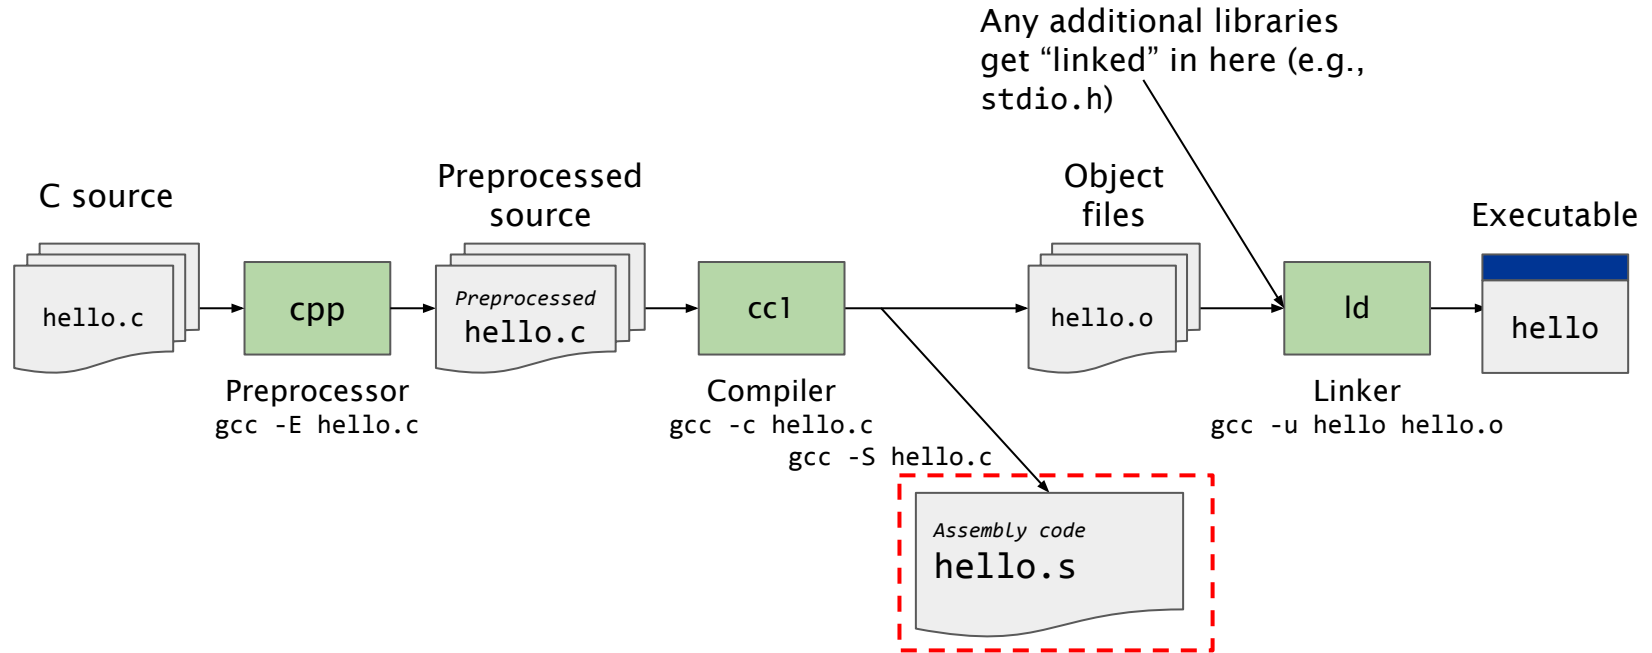 Any additional libraries
get “linked” in here (e.g.,
stdio.h)
C source
Preprocessed
source
Object
files
Executable
hello.c
cpp
Preprocessed
hello.c
cc1
hello.o
ld
hello
Preprocessor
gcc -E hello.c
Compiler
gcc -c hello.c
gcc -S hello.c
Linker
gcc -u hello hello.o
Assembly code
hello.s